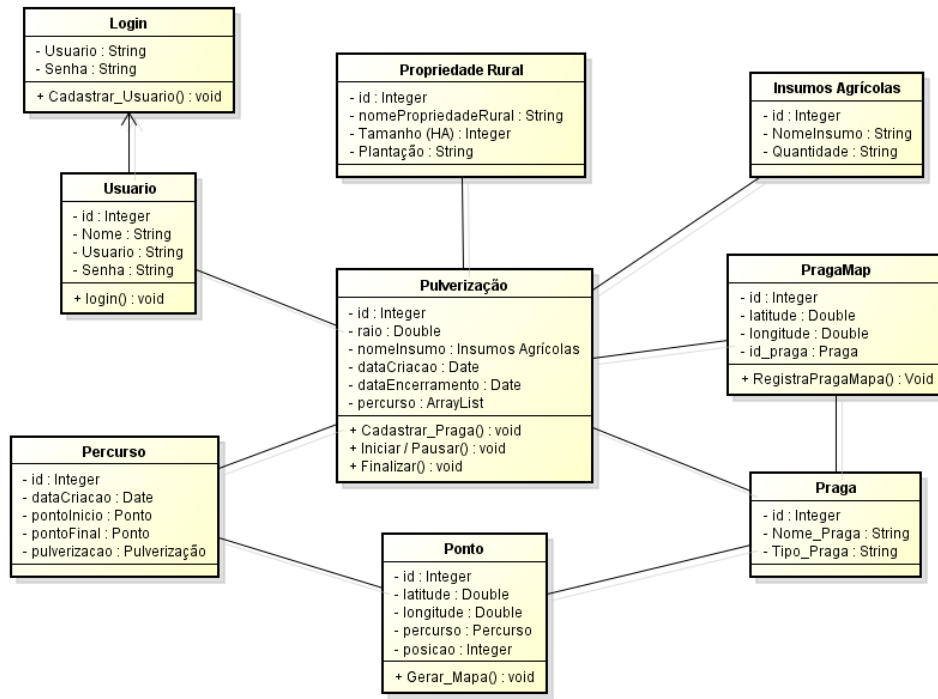 Login
- Usuario : String
- Senha : String
+ Cadastrar_Usuario() : void
Propriedade Rural
- id : Integer
- nomePropriedadeRural : String
- Tamanho (HA) : Integer
- Plantação : String
Insumos Agrícolas
- id : Integer
- NomeInsumo : String
- Quantidade : String
Usuario
- id : Integer
- Nome : String
- Usuario : String
- Senha : String
+ login() : void
Pulverização
- id : Integer
- raio : Double
- nomeInsumo : Insumos Agrícolas
- dataCriacao : Date
- dataEncerramento : Date
- percurso : ArrayList
+ Cadastrar_Praga() : void
+ Iniciar / Pausar() : void
+ Finalizar() : void
PragaMap
- id : Integer
- latitude : Double
- longitude : Double
- id_praga : Praga
+ RegistraPragaMapa() : Void
Percurso
- id : Integer
- dataCriacao : Date
- pontoInicio : Ponto
- pontoFinal : Ponto
- pulverizacao : Pulverização
Ponto
- id : Integer
- latitude : Double
- longitude : Double
- percurso : Percurso
- posicao : Integer
+ Gerar_Mapa() : void
Praga
- id : Integer
- Nome_Praga : String
- Tipo_Praga : String